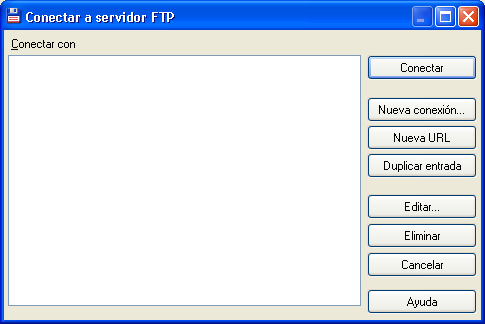 Conectar a servidor FTP
Conectar con
Conectar
Nueva conexión...
Nueva URL
Duplicar entrada
Editar...
Eliminar
Cancelar
Ayuda